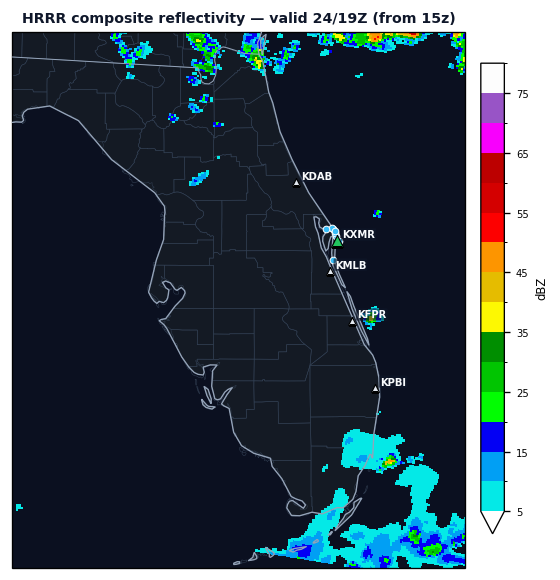 HRRR composite reflectivity — valid 24/19Z (from 15z)
KDAB
KXMR
KMLB
KFPR
KPBI
75
65
55
45
35
25
15
5
dBZ